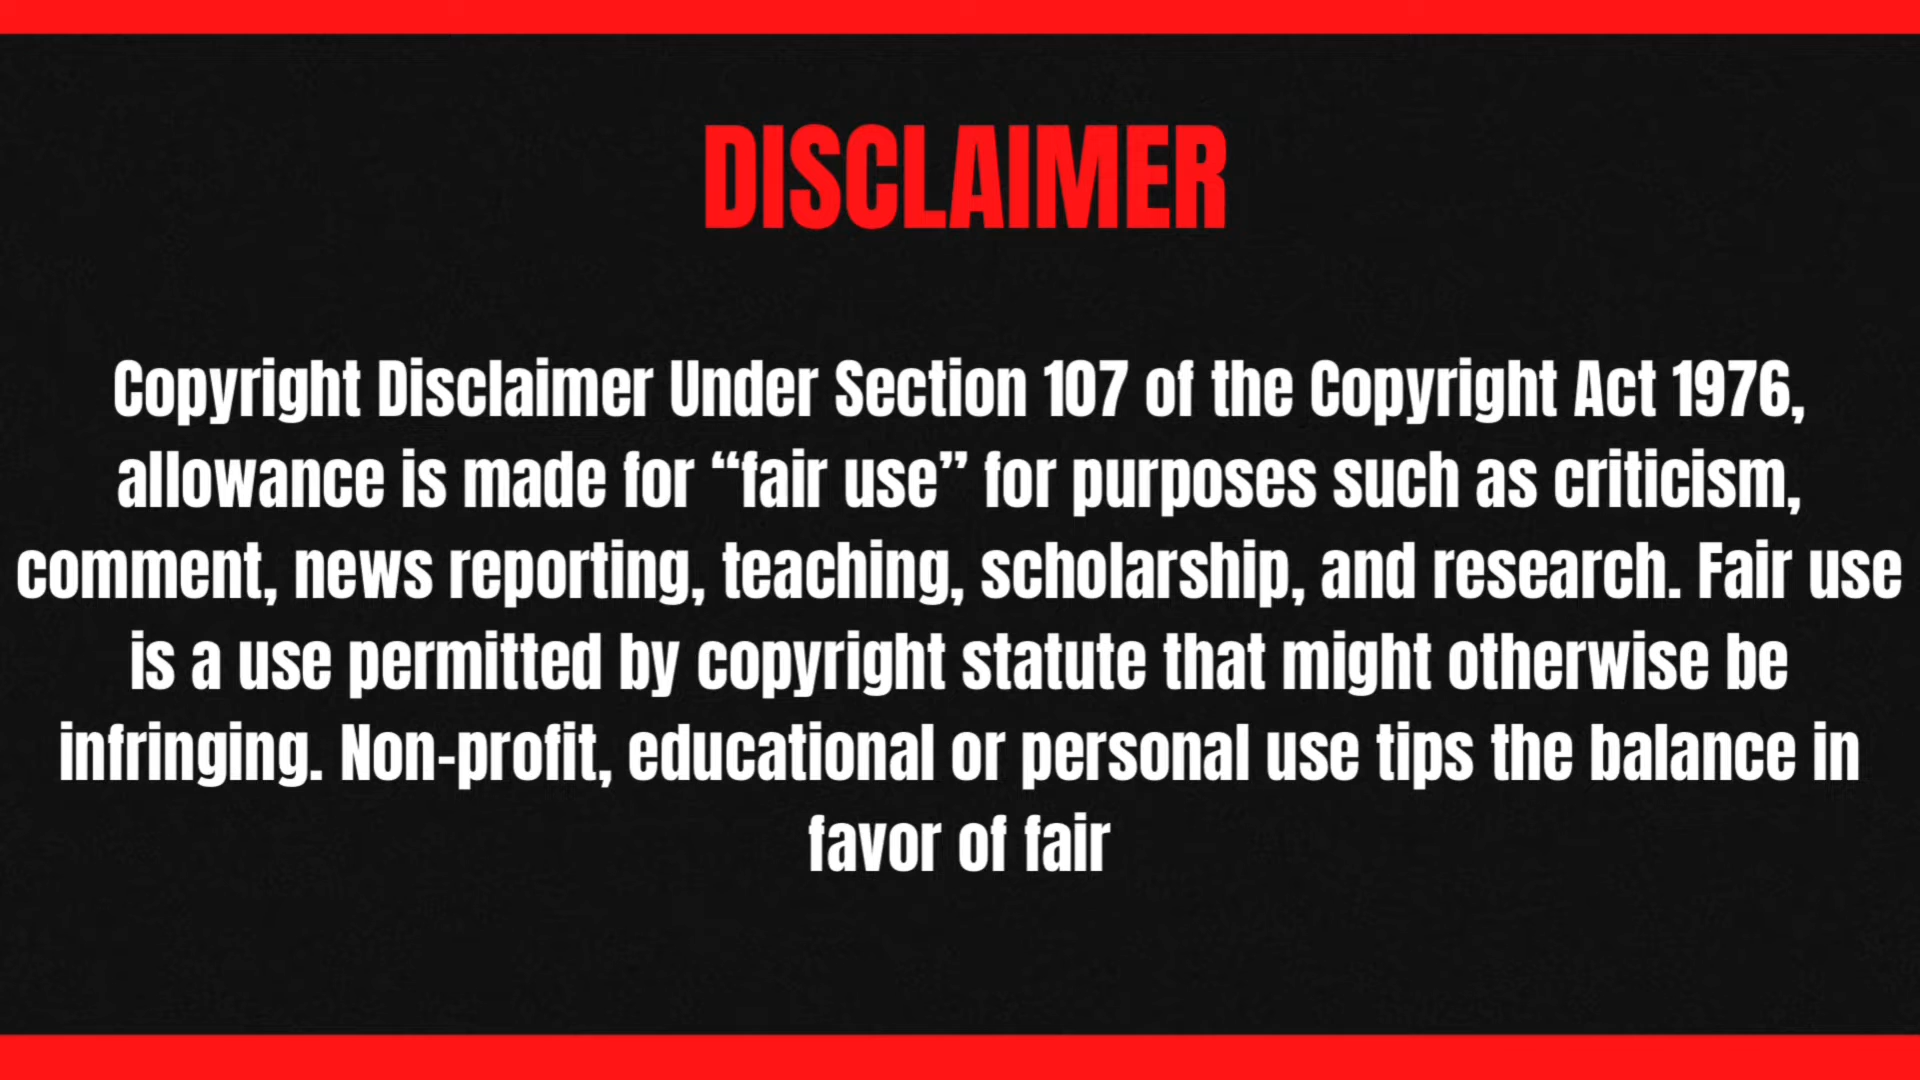 DISCLAIMER
Copyright Disclaimer Under Section 107 of the Copyright Act 1976,
allowance is made for “fair use” for purposes such as criticism,
comment, news reporting, teaching, scholarship, and research. Fair use
is a use permitted by copyright statute that might otherwise be
infringing. Non-profit, educational or personal use tips the balance in
favor of fair